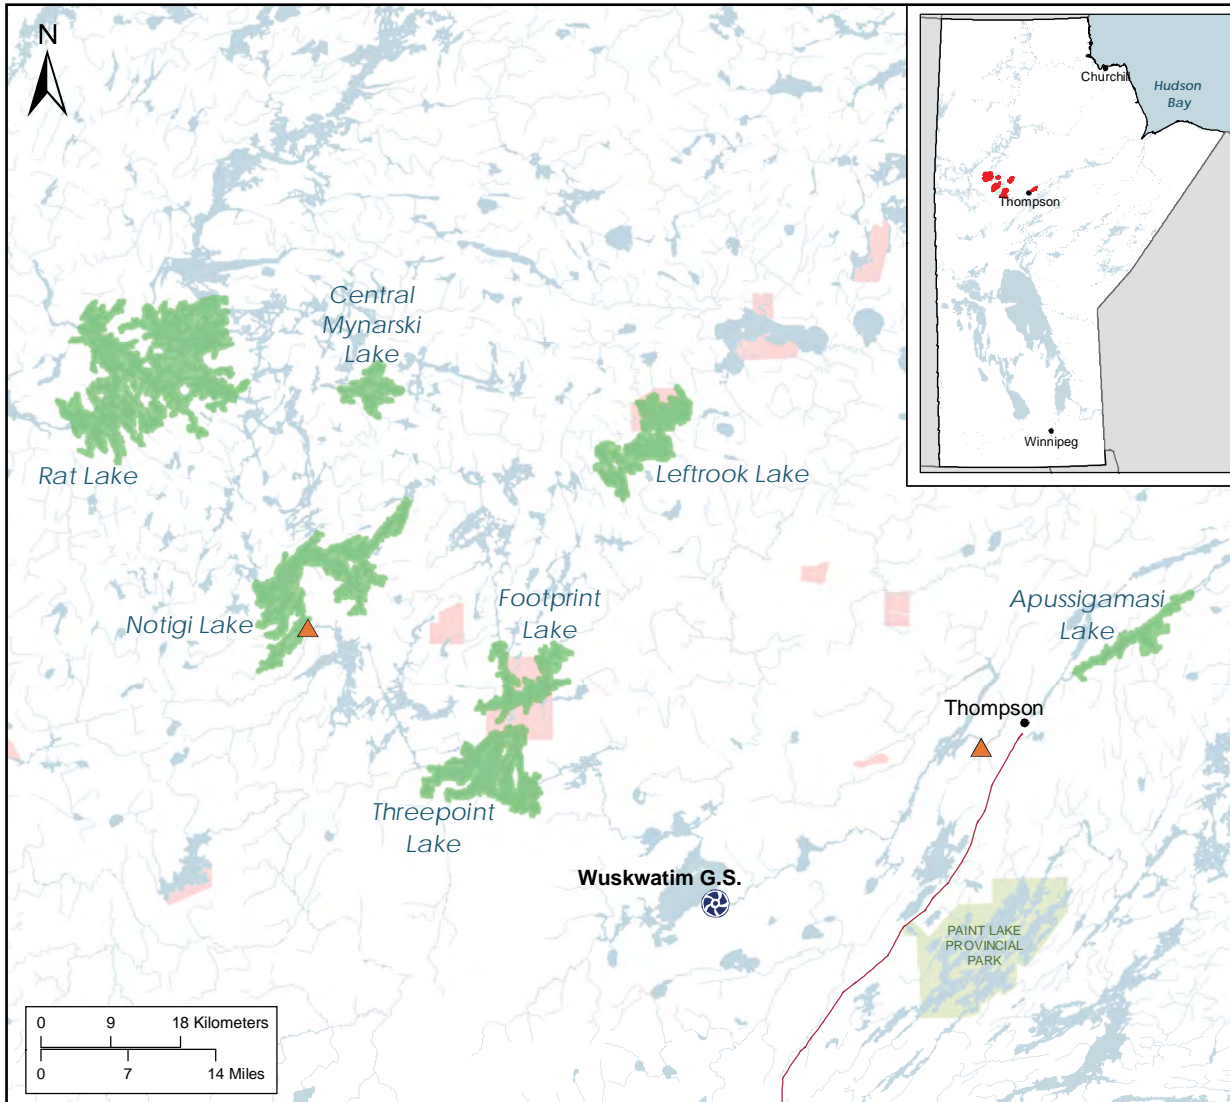 N
Churchill
Hudson
Bay
Thompson
Winnipeg
Central
Mynarski
Lake
Rat Lake
Leftrook Lake
Notigi Lake
Footprint
Lake
Apussigamasi
Lake
Thompson
Threepoint
Lake
Wuskwatim G.S.
PAINT LAKE
PROVINCIAL
PARK
0 9 18 Kilometers
0 7 14 Miles